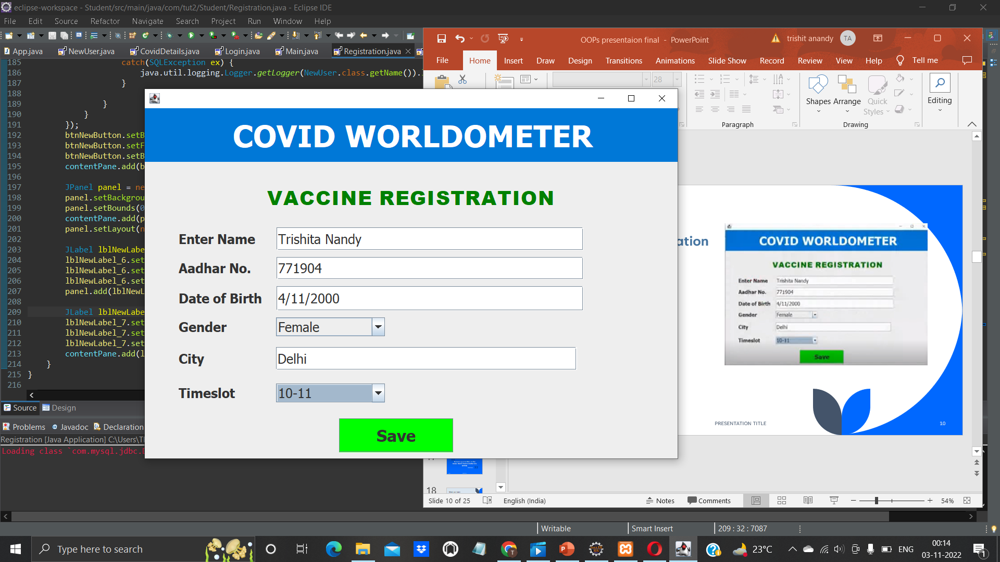 eclipse-workspace - Student/src/main/java/com/tut2/Student/Registration.java - Eclipse IDE
File Edit Source Refactor Navigate Search Project Run Window Help
App.java NewUser.java CovidDetails.java Login.java Main.java Registration.java
185 catch(SQLException ex) {
186 java.util.logging.Logger.getLogger(NewUser.class.getName()).
187 }
188
189 }
190 }
191 });
192 btnNewButton.setB
193 btnNewButton.setF
194 btnNewButton.setB
195 contentPane.add(b
196
197 JPanel panel = ne
198 panel.setBackgrou
199 panel.setBounds(0
200 contentPane.add(p
201 panel.setLayout(n
202
203 JLabel lblNewLabe
204 lblNewLabel_6.set
205 lblNewLabel_6.set
206 lblNewLabel_6.set
207 panel.add(lblNewL
208
209 JLabel lblNewLabe
210 lblNewLabel_7.set
211 lblNewLabel_7.set
212 lblNewLabel_7.set
213 contentPane.add(l
214 }
215 }
216
Source Design
Problems Javadoc Declaration
Registration [Java Application] C:\Users\T
Loading class `com.mysql.jdbc.
COVID WORLDOMETER
VACCINE REGISTRATION
Enter Name Trishita Nandy
Aadhar No. 771904
Date of Birth 4/11/2000
Gender Female
City Delhi
Timeslot 10-11
Save
OOPs presentaion final - PowerPoint
trishit anandy TA
File Home Insert Draw Design Transitions Animations Slide Show Record Review View Help Tell me
28
Shapes Arrange Quick Styles Editing
Paragraph Drawing
ation
COVID WORLDOMETER
VACCINE REGISTRATION
Enter Name Trishita Nandy
Aadhar No. 771904
Date of Birth 4/11/2000
Gender Female
City Delhi
Timeslot 10-11
Save
PRESENTATION TITLE 10
18
Slide 10 of 25 English (India) Notes Comments 54%
Writable Smart Insert 209 : 32 : 7087
Type here to search
23°C ENG 00:14
03-11-2022
1